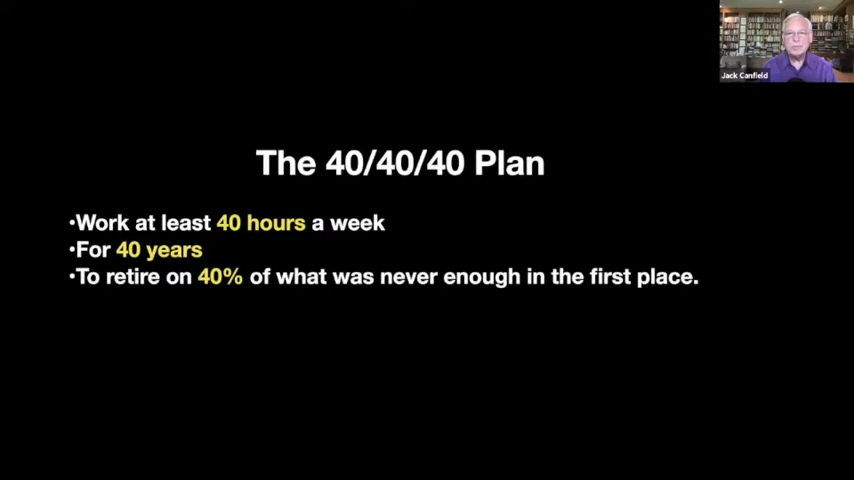 Jack Canfield
The 40/40/40 Plan
•Work at least 40 hours a week
•For 40 years
•To retire on 40% of what was never enough in the first place.